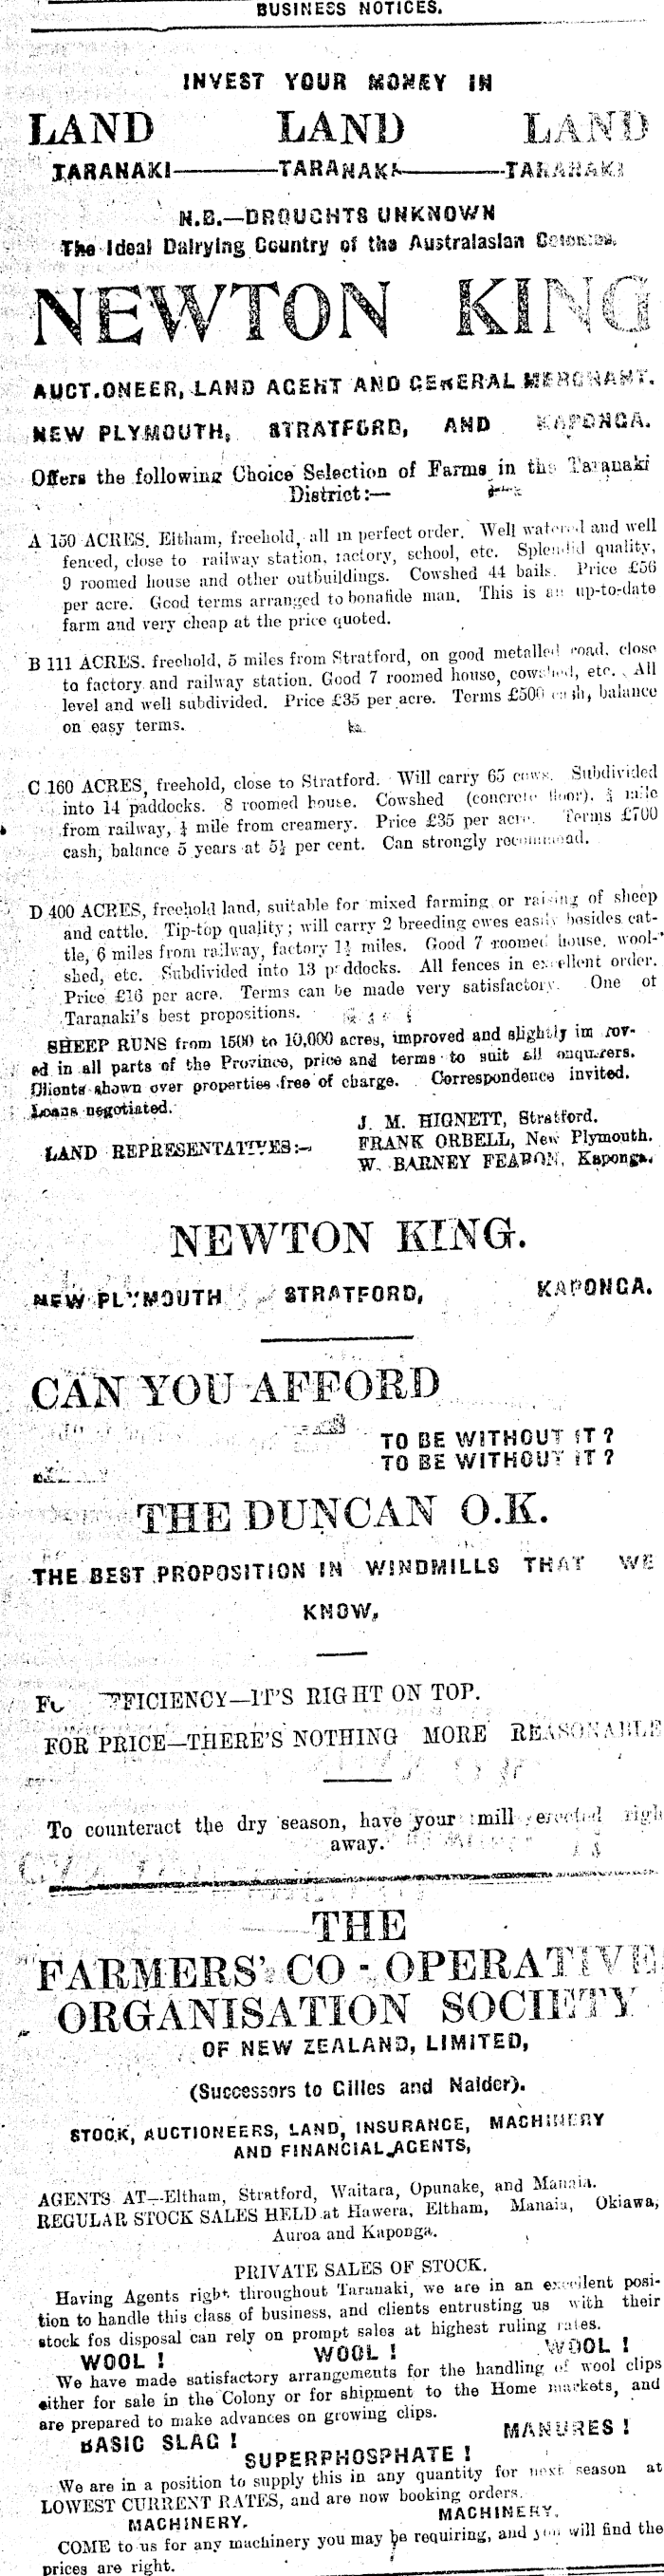 BUSINESS NOTICES.
INVEST YOUR MONEY IN
LAND LAND LAND
TARANAKI———TARANAKI———TARANAKI
N.B.—DROUGHTS UNKNOWN
The Ideal Dairying Country of the Australasian Colonies.
NEWTON KING
AUCTIONEER, LAND AGENT AND GENERAL MERCHANT.
NEW PLYMOUTH, STRATFORD, AND KAPONGA.
Offers the following Choice Selection of Farms in the Taranaki
District:—
A 150 ACRES. Eltham, freehold, all in perfect order. Well watered and well
fenced, close to railway station, factory, school, etc. Splendid quality,
9 roomed house and other outbuildings. Cowshed 44 bails. Price £56
per acre. Good terms arranged to bonafide man. This is an up-to-date
farm and very cheap at the price quoted.
B 111 ACRES. freehold, 5 miles from Stratford, on good metalled road, close
to factory and railway station. Good 7 roomed house, cowshed, etc. All
level and well subdivided. Price £35 per acre. Terms £500 cash, balance
on easy terms.
C 160 ACRES, freehold, close to Stratford. Will carry 65 cows. Subdivided
into 14 paddocks. 8 roomed house. Cowshed (concrete floor). mile
from railway, mile from creamery. Price £35 per acre. Terms £700
cash, balance 5 years at 5½ per cent. Can strongly recommend.
D 400 ACRES, freehold land, suitable for mixed farming or raising of sheep
and cattle. Tip-top quality; will carry 2 breeding ewes easily besides cat-
tle, 6 miles from railway, factory 1½ miles. Good 7 roomed house, wool-
shed, etc. Subdivided into 13 paddocks. All fences in excellent order.
Price £16 per acre. Terms can be made very satisfactory. One of
Taranaki's best propositions.
SHEEP RUNS from 1500 to 10,000 acres, improved and slightly improv-
ed in all parts of the Province, price and terms to suit all enquirers.
Clients shown over properties free of charge. Correspondence invited.
Loans negotiated.
LAND REPRESENTATIVES:—
J. M. HIGNETT, Stratford.
FRANK ORBELL, New Plymouth.
W. BARNEY FEARON, Kaponga.
NEWTON KING.
NEW PLYMOUTH STRATFORD, KAPONGA.
CAN YOU AFFORD
TO BE WITHOUT IT?
TO BE WITHOUT IT?
THE DUNCAN O.K.
THE BEST PROPOSITION IN WINDMILLS THAT WE
KNOW.
FOR EFFICIENCY—IT'S RIGHT ON TOP.
FOR PRICE—THERE'S NOTHING MORE REASONABLE
To counteract the dry season, have your mill erected right
away.
THE
FARMERS' CO-OPERATIVE
ORGANISATION SOCIETY
OF NEW ZEALAND, LIMITED,
(Successors to Gilles and Nalder).
STOCK, AUCTIONEERS, LAND, INSURANCE, MACHINERY
AND FINANCIAL AGENTS,
AGENTS AT—Eltham, Stratford, Waitara, Opunake, and Manaia.
REGULAR STOCK SALES HELD at Hawera, Eltham, Manaia, Okiawa,
Auroa and Kaponga.
PRIVATE SALES OF STOCK.
Having Agents right throughout Taranaki, we are in an excellent posi-
tion to handle this class of business, and clients entrusting us with their
stock fos disposal can rely on prompt sales at highest ruling rates.
WOOL! WOOL! WOOL!
We have made satisfactory arrangements for the handling of wool clips
either for sale in the Colony or for shipment to the Home markets, and
are prepared to make advances on growing clips.
BASIC SLAG! SUPERPHOSPHATE! MANURES!
We are in a position to supply this in any quantity for next season at
LOWEST CURRENT RATES, and are now booking orders.
MACHINERY. MACHINERY.
COME to us for any machinery you may be requiring, and you will find the
prices are right.